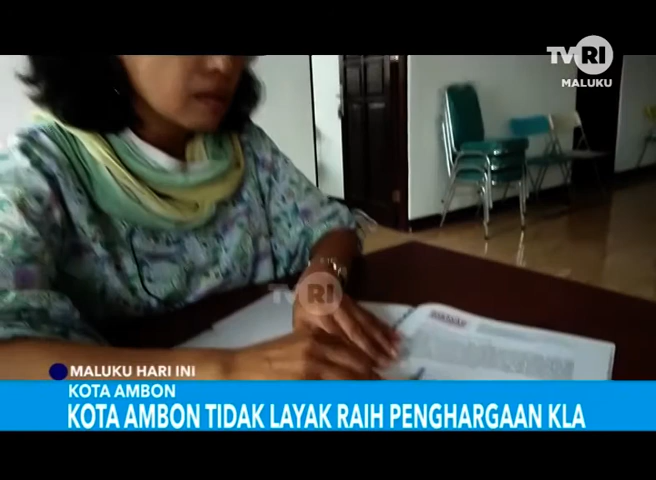 TVRI
MALUKU
TVRI
MALUKU HARI INI
KOTA AMBON
KOTA AMBON TIDAK LAYAK RAIH PENGHARGAAN KLA